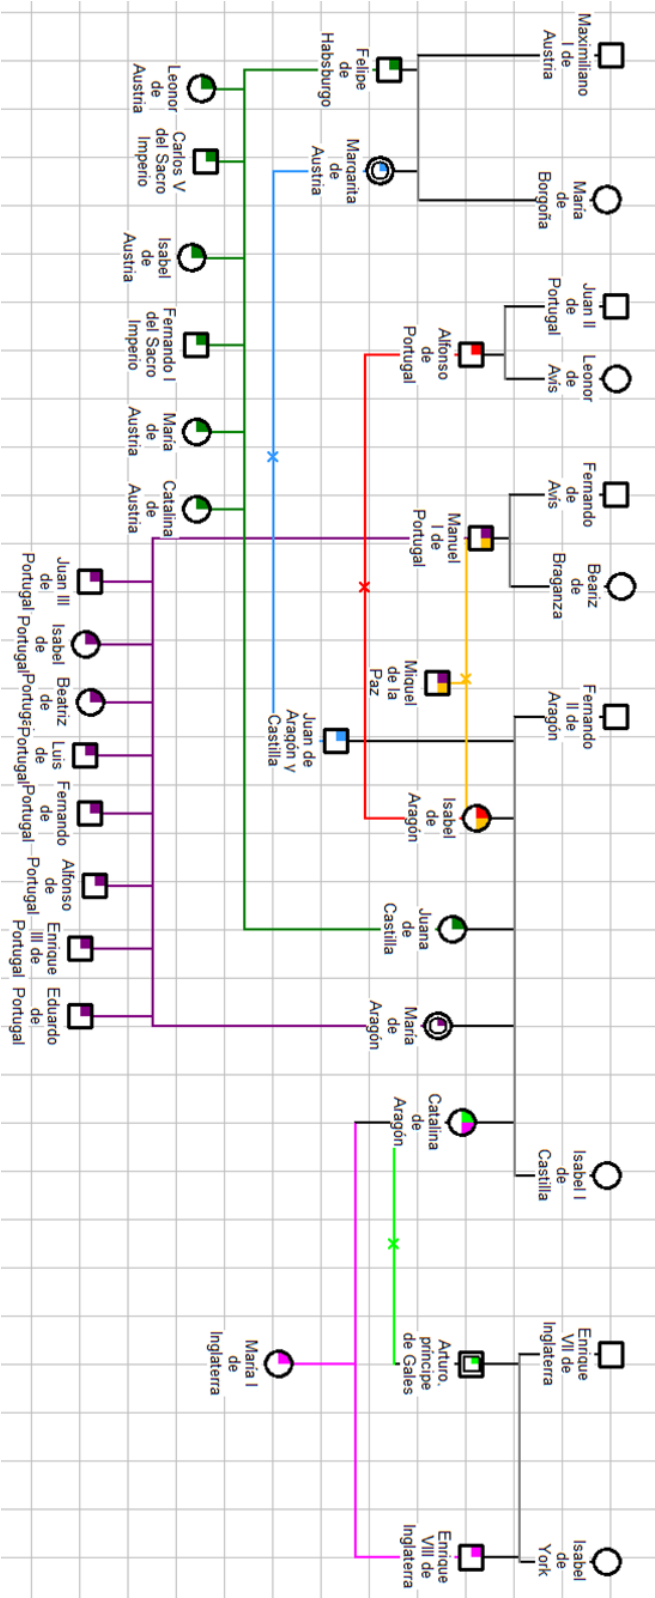 Maximiliano
I de
Austria
María
de
Borgoña
Juan II
de
Portugal
Leonor
de
Avis
Fernando
de
Avis
Beariz
de
Braganza
Fernando
II de
Aragón
Isabel I
de
Castilla
Enrique
VII de
Inglaterra
Isabel
de
York
Felipe
de
Habsburgo
Margarita
de
Austria
Alfonso
de
Portugal
Manuel
I de
Portugal
Miguel
de la
Paz
Juan de
Aragón y
Castilla
Isabel
de
Aragón
Juana
de
Castilla
María
de
Aragón
Catalina
de
Aragón
Arturo.
príncipe
de Gales
Enrique
VIII de
Inglaterra
Leonor
de
Austria
Carlos V
del Sacro
Imperio
Isabel
de
Austria
Fernando I
del Sacro
Imperio
María
de
Austria
Catalina
de
Austria
María I
de
Inglaterra
Juan III
de
Portugal
Isabel
de
Portugal
Beatriz
de
Luis
de
Portugal
Fernando
de
Portugal
Alfonso
de
Portugal
Enrique
III de
Portugal
Eduardo
de
Portugal